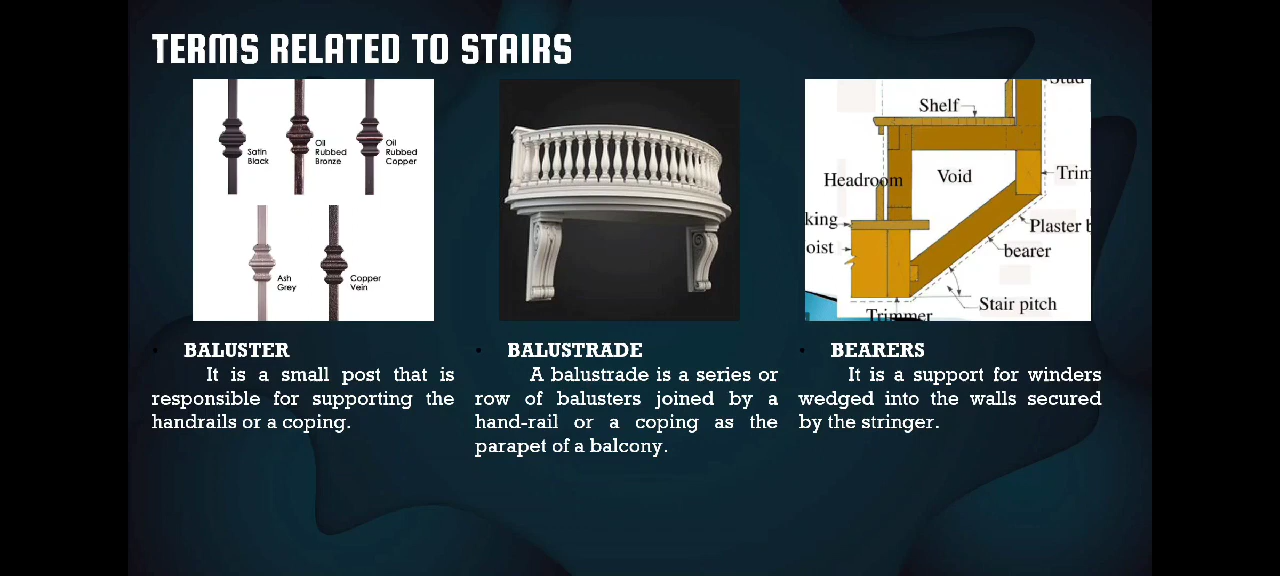 TERMS RELATED TO STAIRS
Satin
Black
Oil
Rubbed
Bronze
Oil
Rubbed
Copper
Ash
Grey
Copper
Vein
Shelf
Headroom
Void
bearer
Stair pitch
Trimmer
Plaster
BALUSTER
It is a small post that is
responsible for supporting the
handrails or a coping.
BALUSTRADE
A balustrade is a series or
row of balusters joined by a
hand-rail or a coping as the
parapet of a balcony.
BEARERS
It is a support for winders
wedged into the walls secured
by the stringer.